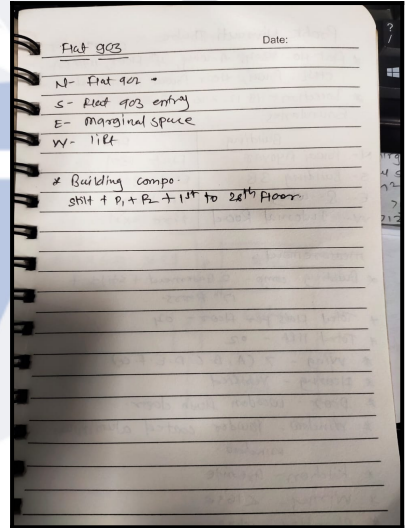 Date:
Flat 903
N- Flat 902
S- Flat 903 entry
E- Marginal space
W- lift
* Building compo.
stilt + P1 + P2 + 1st to 28th Floor.